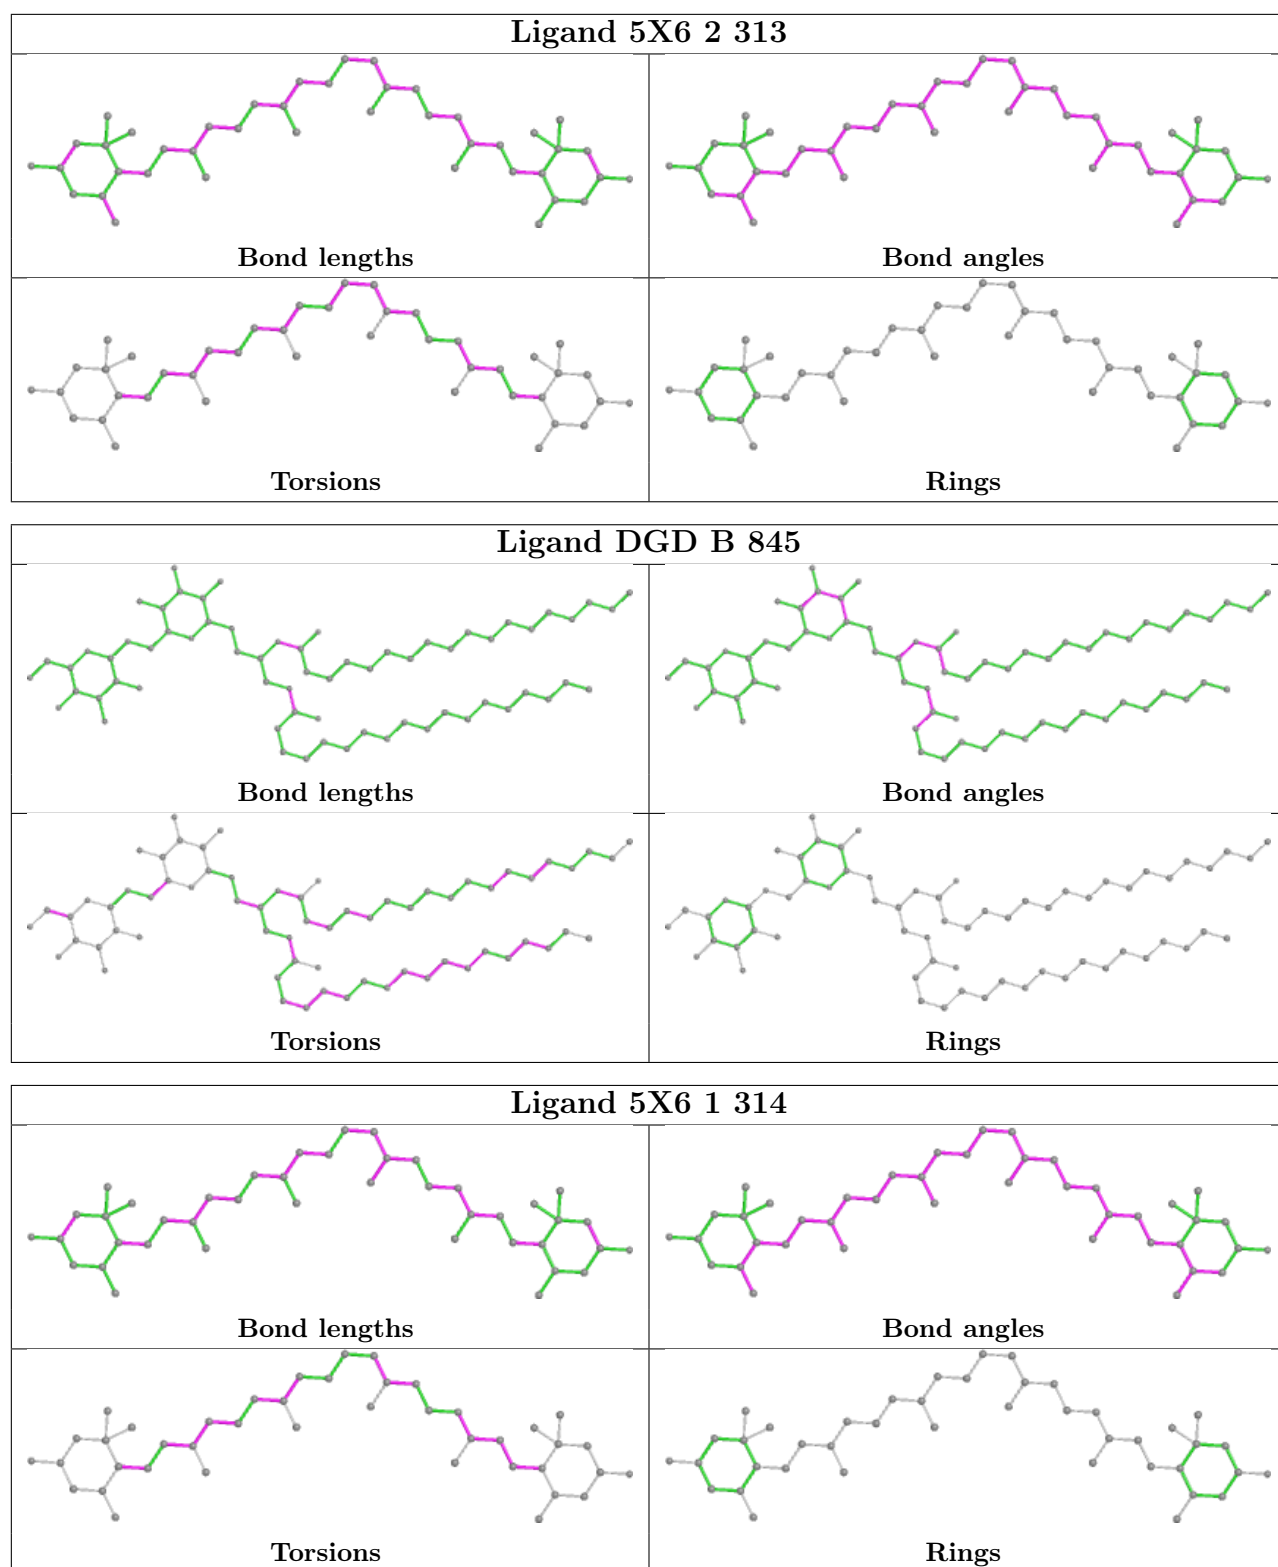 Ligand 5X6 2 313
Bond lengths
Bond angles
Torsions
Rings
Ligand DGD B 845
Bond lengths
Bond angles
Torsions
Rings
Ligand 5X6 1 314
Bond lengths
Bond angles
Torsions
Rings